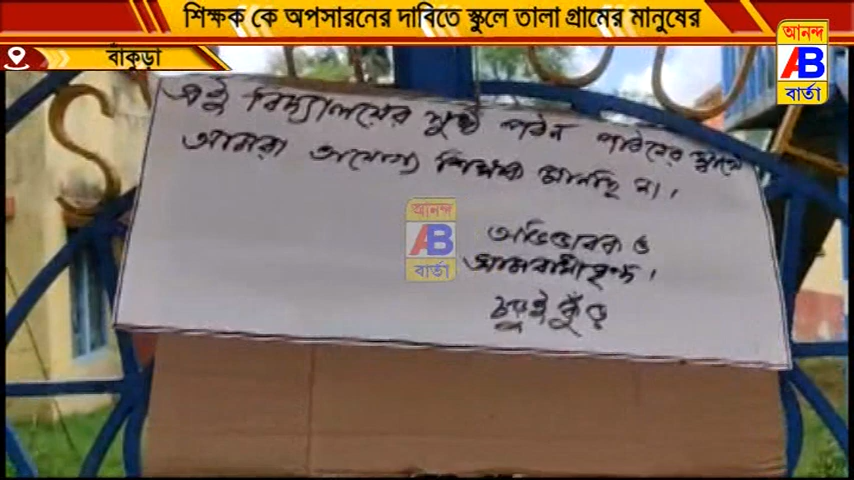 শিক্ষক কে অপসারনের দাবিতে স্কুলে তালা গ্রামের মানুষের
বাঁকুড়া
আনন্দ
AB
বার্তা
এই বিদ্যালয়ের সুষ্ঠ পঠন পাঠনের স্বার্থে
আমরা অযোগ্য শিক্ষক মানছি না।
আনন্দ
AB
বার্তা
অভিভাবক ও
গ্রামবাসীবৃন্দ।